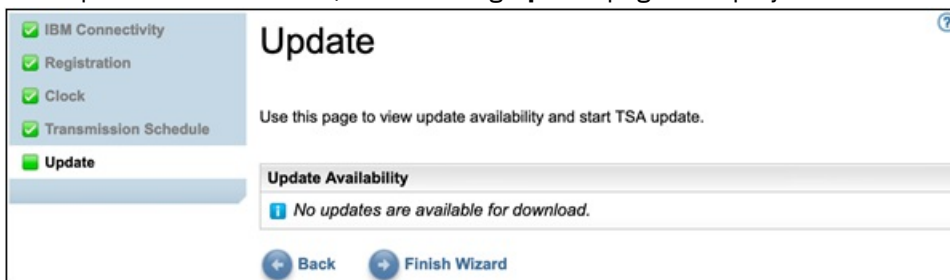 IBM Connectivity
Registration
Clock
Transmission Schedule
Update
Update
Use this page to view update availability and start TSA update.
Update Availability
No updates are available for download.
Back Finish Wizard